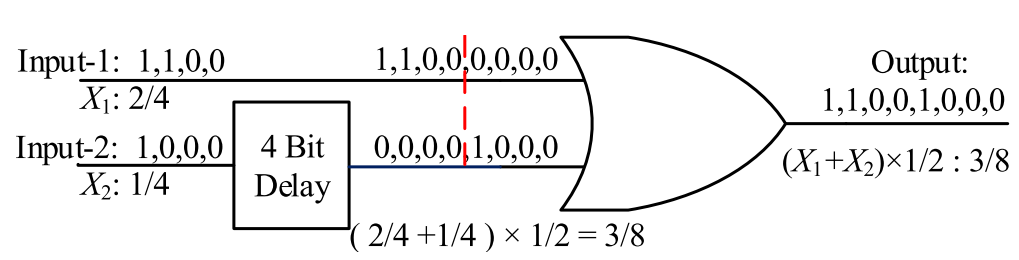 Input-1: 1,1,0,0
X₁: 2/4
1,1,0,0,0,0,0,0
Input-2: 1,0,0,0
X₂: 1/4
4 Bit
Delay
0,0,0,0,1,0,0,0
( 2/4 +1/4 ) × 1/2 = 3/8
Output:
1,1,0,0,1,0,0,0
(X₁+X₂)×1/2 : 3/8